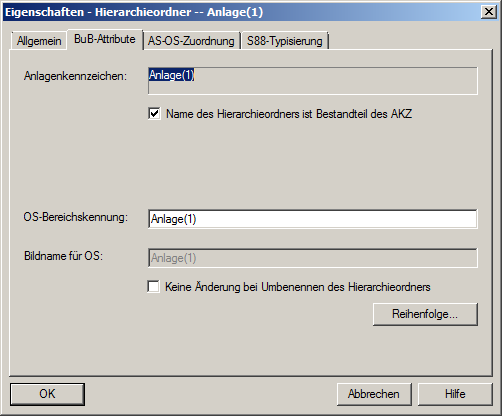 Eigenschaften - Hierarchieordner -- Anlage(1)
Allgemein BuB-Attribute AS-OS-Zuordnung S88-Typisierung
Anlagenkennzeichen: Anlage(1)
Name des Hierarchieordners ist Bestandteil des AKZ
OS-Bereichskennung: Anlage(1)
Bildname für OS: Anlage(1)
Keine Änderung bei Umbenennen des Hierarchieordners
Reihenfolge...
OK Abbrechen Hilfe